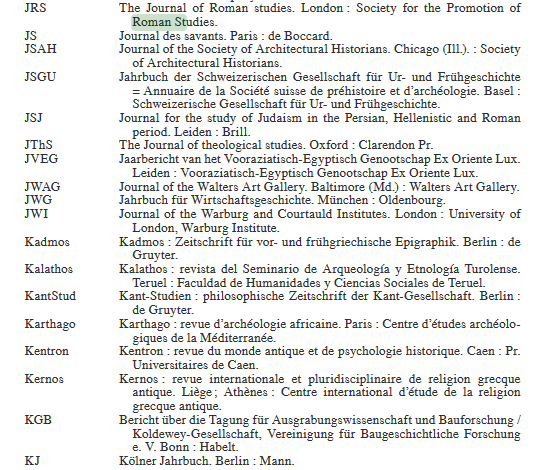 JRS The Journal of Roman studies. London : Society for the Promotion of
Roman Studies.
JS Journal des savants. Paris : de Boccard.
JSAH Journal of the Society of Architectural Historians. Chicago (Ill.). : Society
of Architectural Historians.
JSGU Jahrbuch der Schweizerischen Gesellschaft für Ur- und Frühgeschichte
= Annuaire de la Société suisse de préhistoire et d'archéologie. Basel :
Schweizerische Gesellschaft für Ur- und Frühgeschichte.
JSJ Journal for the study of Judaism in the Persian, Hellenistic and Roman
period. Leiden : Brill.
JThS The Journal of theological studies. Oxford : Clarendon Pr.
JVEG Jaarbericht van het Vooraziatisch-Egyptisch Genootschap Ex Oriente Lux.
Leiden : Vooraziatisch-Egyptisch Genootschap Ex Oriente Lux.
JWAG Journal of the Walters Art Gallery. Baltimore (Md.) : Walters Art Gallery.
JWG Jahrbuch für Wirtschaftsgeschichte. München : Oldenbourg.
JWI Journal of the Warburg and Courtauld Institutes. London : University of
London, Warburg Institute.
Kadmos Kadmos : Zeitschrift für vor- und frühgriechische Epigraphik. Berlin : de
Gruyter.
Kalathos Kalathos : revista del Seminario de Arqueología y Etnología Turolense.
Teruel : Faculdad de Humanidades y Ciencias Sociales de Teruel.
KantStud Kant-Studien : philosophische Zeitschrift der Kant-Gesellschaft. Berlin :
de Gruyter.
Karthago Karthago : revue d'archéologie africaine. Paris : Centre d'études archéolo-
giques de la Méditerranée.
Kentron Kentron : revue du monde antique et de psychologie historique. Caen : Pr.
Universitaires de Caen.
Kernos Kernos : revue internationale et pluridisciplinaire de religion grecque
antique. Liège ; Athènes : Centre international d'étude de la religion
grecque antique.
KGB Bericht über die Tagung für Ausgrabungswissenschaft und Bauforschung /
Koldewey-Gesellschaft, Vereinigung für Baugeschichtliche Forschung
e. V. Bonn : Habelt.
KJ Kölner Jahrbuch. Berlin : Mann.